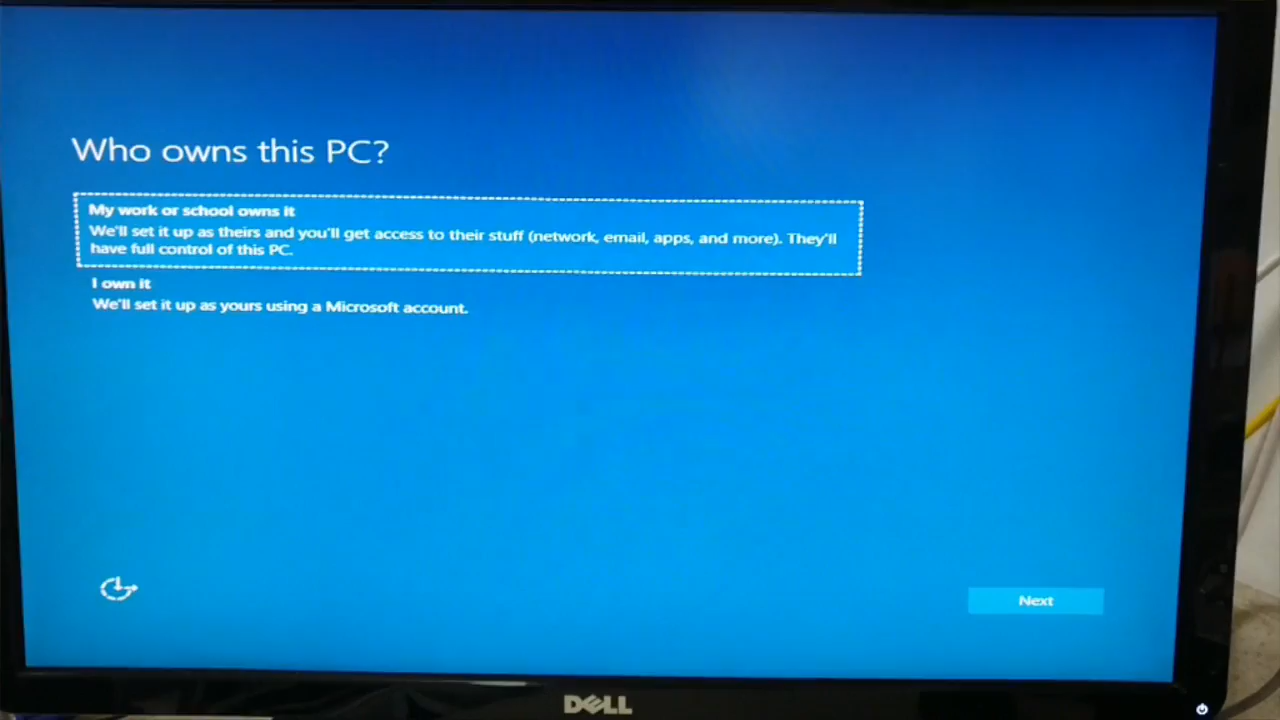 Who owns this PC?
My work or school owns it
We'll set it up as theirs and you'll get access to their stuff (network, email, apps, and more). They'll
have full control of this PC.
I own it
We'll set it up as yours using a Microsoft account.
Next
DELL